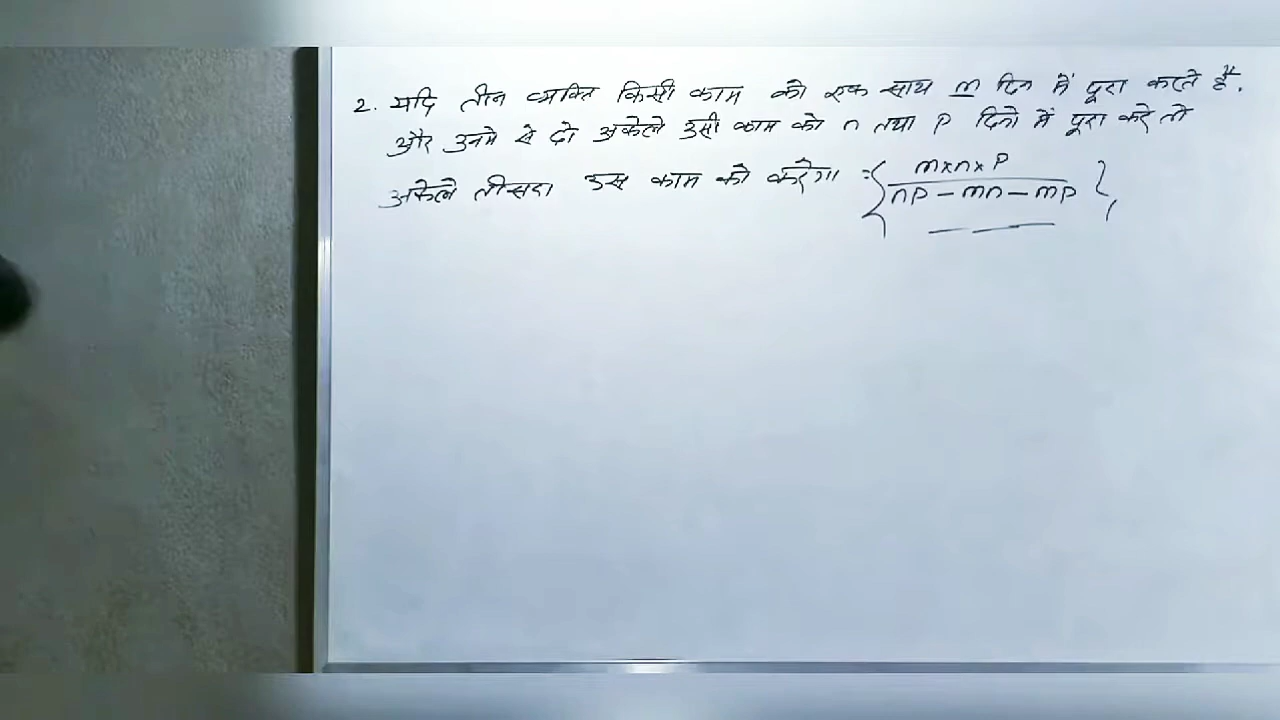 2. यदि तीन व्यक्ति किसी काम को एक साथ m दिन में पूरा करते हैं.
और उनमे से दो अकेले उसी काम को n तथा P दिनो में पूरा करे तो
अकेले तीसरा उस काम को करेगा = { m×n×P / nP - mn - mP }